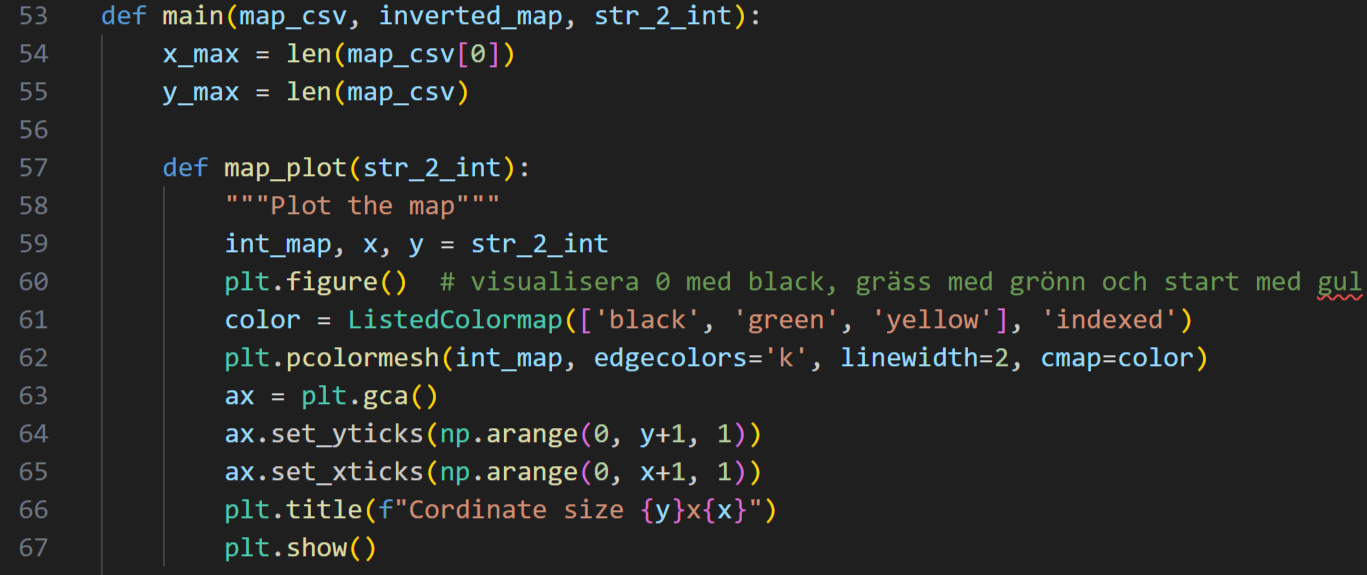 53 def main(map_csv, inverted_map, str_2_int):
54 x_max = len(map_csv[0])
55 y_max = len(map_csv)
56
57 def map_plot(str_2_int):
58 """Plot the map"""
59 int_map, x, y = str_2_int
60 plt.figure()  # visualisera 0 med black, gräss med grönn och start med gul
61 color = ListedColormap(['black', 'green', 'yellow'], 'indexed')
62 plt.pcolormesh(int_map, edgecolors='k', linewidth=2, cmap=color)
63 ax = plt.gca()
64 ax.set_yticks(np.arange(0, y+1, 1))
65 ax.set_xticks(np.arange(0, x+1, 1))
66 plt.title(f"Cordinate size {y}x{x}")
67 plt.show()